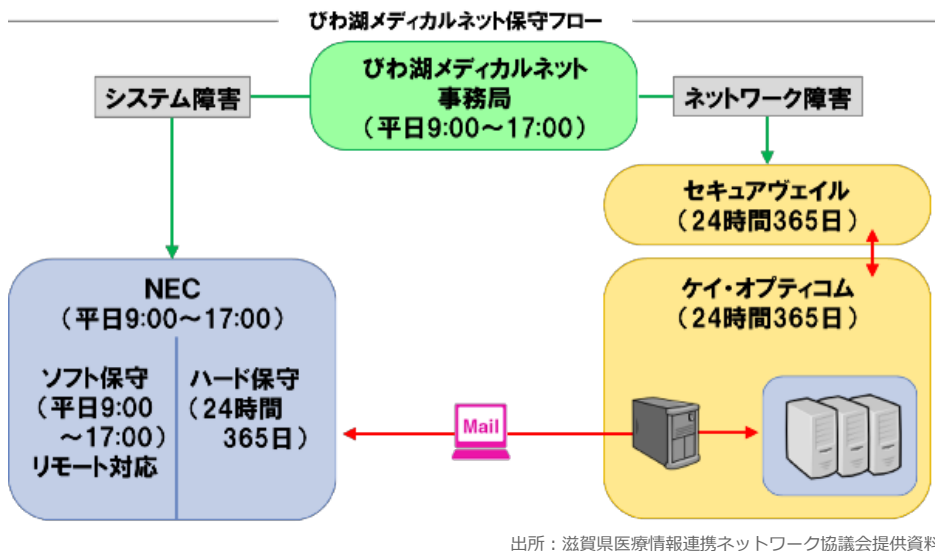 びわ湖メディカルネット保守フロー
びわ湖メディカルネット
事務局
（平日9:00～17:00）
システム障害
ネットワーク障害
セキュアヴェイル
（24時間365日）
NEC
（平日9:00～17:00）
ソフト保守
（平日9:00
～17:00）
リモート対応
ハード保守
（24時間
365日）
Mail
ケイ・オプティコム
（24時間365日）
出所：滋賀県医療情報連携ネットワーク協議会提供資料